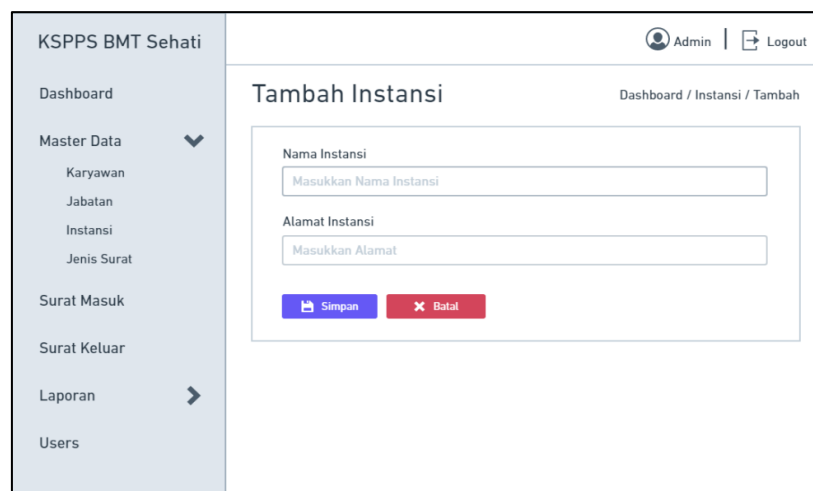 KSPPS BMT Sehati
Admin
Logout
Dashboard
Master Data
Karyawan
Jabatan
Instansi
Jenis Surat
Surat Masuk
Surat Keluar
Laporan
Users
Tambah Instansi
Dashboard / Instansi / Tambah
Nama Instansi
Masukkan Nama Instansi
Alamat Instansi
Masukkan Alamat
Simpan
Batal